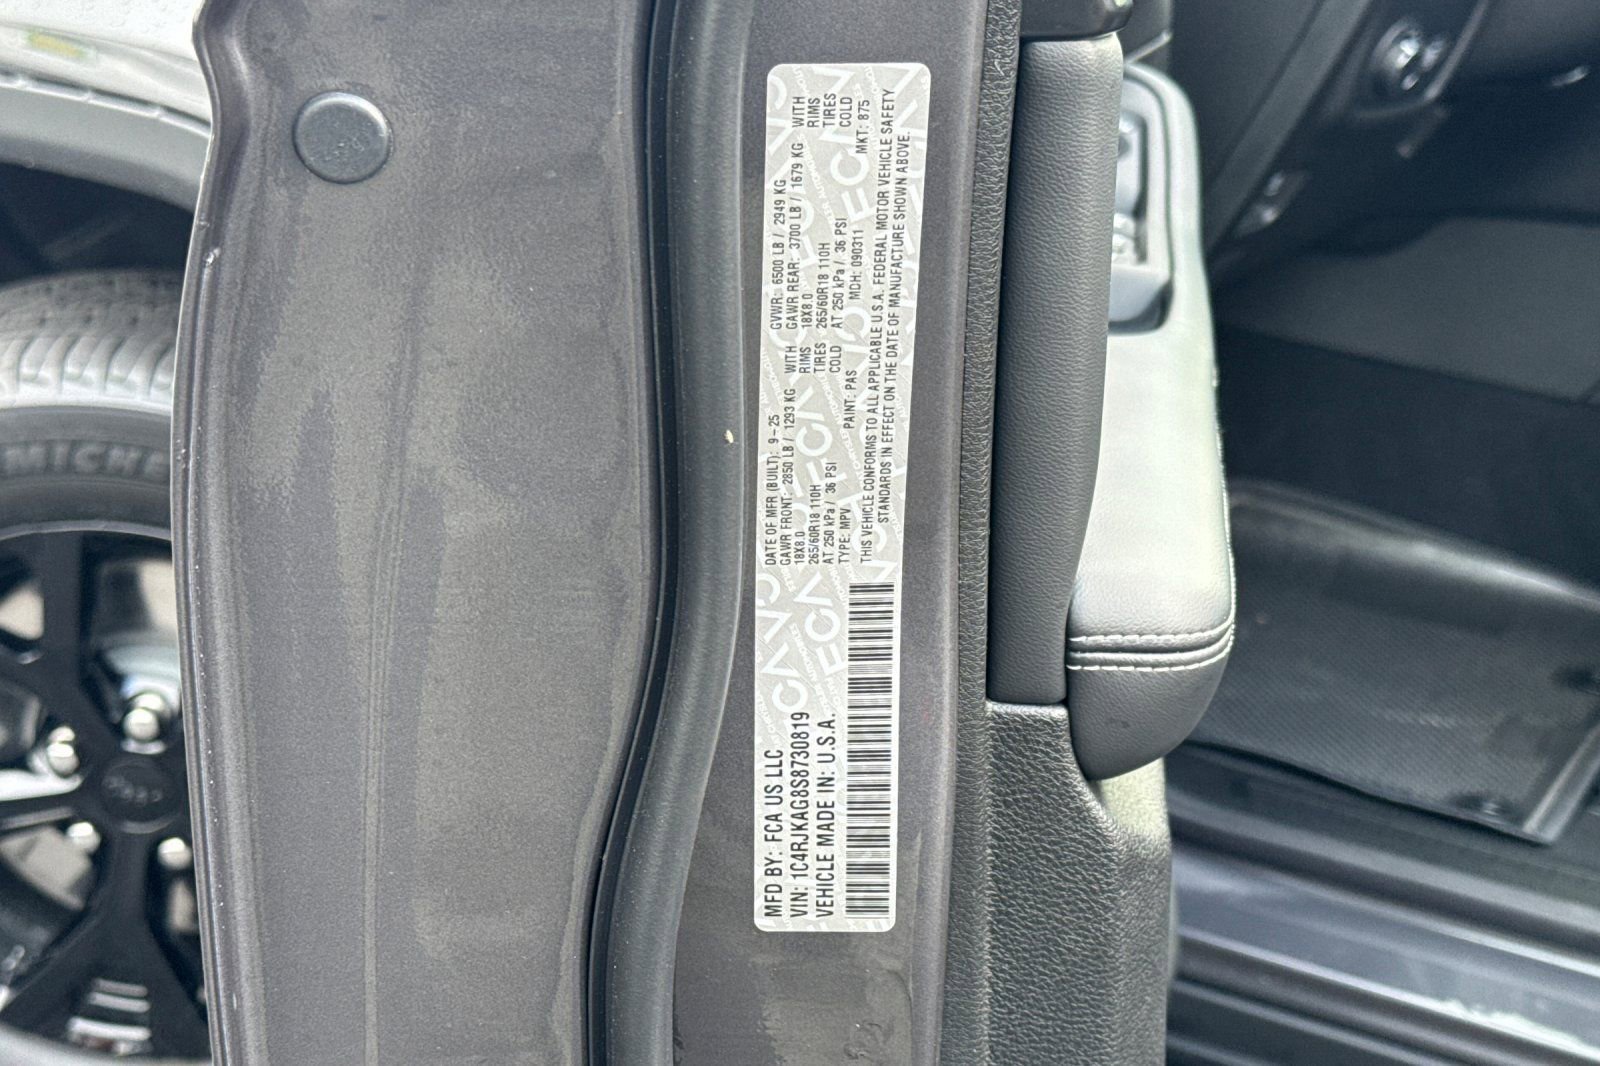 MFD BY: FCA US LLC
DATE OF MFR (BUILT): 9-25
GVWR: 6500 LB / 2949 KG
GAWR FRONT: 2850 LB / 1293 KG WITH
GAWR REAR: 3700 LB / 1679 KG WITH
18X8.0 RIMS
18X8.0 RIMS
265/60R18 110H TIRES
265/60R18 110H TIRES
AT 250 kPa / 36 PSI COLD
AT 250 kPa / 36 PSI COLD
VIN: 1C4RJKAG8S8730819
TYPE: MPV PAINT: PAS MDH: 090311 MKT: 875
VEHICLE MADE IN: U.S.A.
THIS VEHICLE CONFORMS TO ALL APPLICABLE U.S.A. FEDERAL MOTOR VEHICLE SAFETY
STANDARDS IN EFFECT ON THE DATE OF MANUFACTURE SHOWN ABOVE.
Jeep